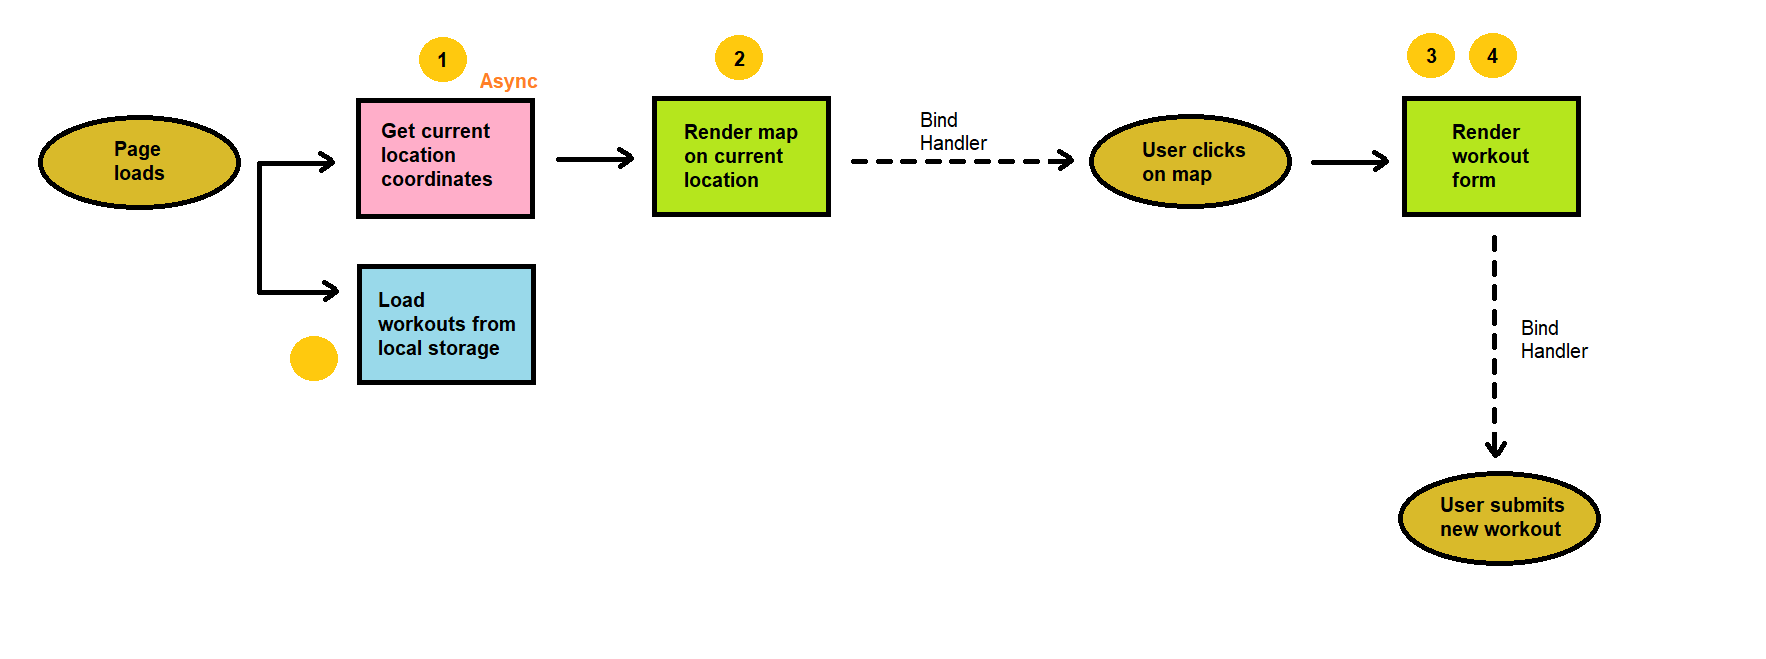 1
Async
2
3
4
Page
loads
Get current
location
coordinates
Render map
on current
location
Bind
Handler
User clicks
on map
Render
workout
form
Load
workouts from
local storage
Bind
Handler
User submits
new workout